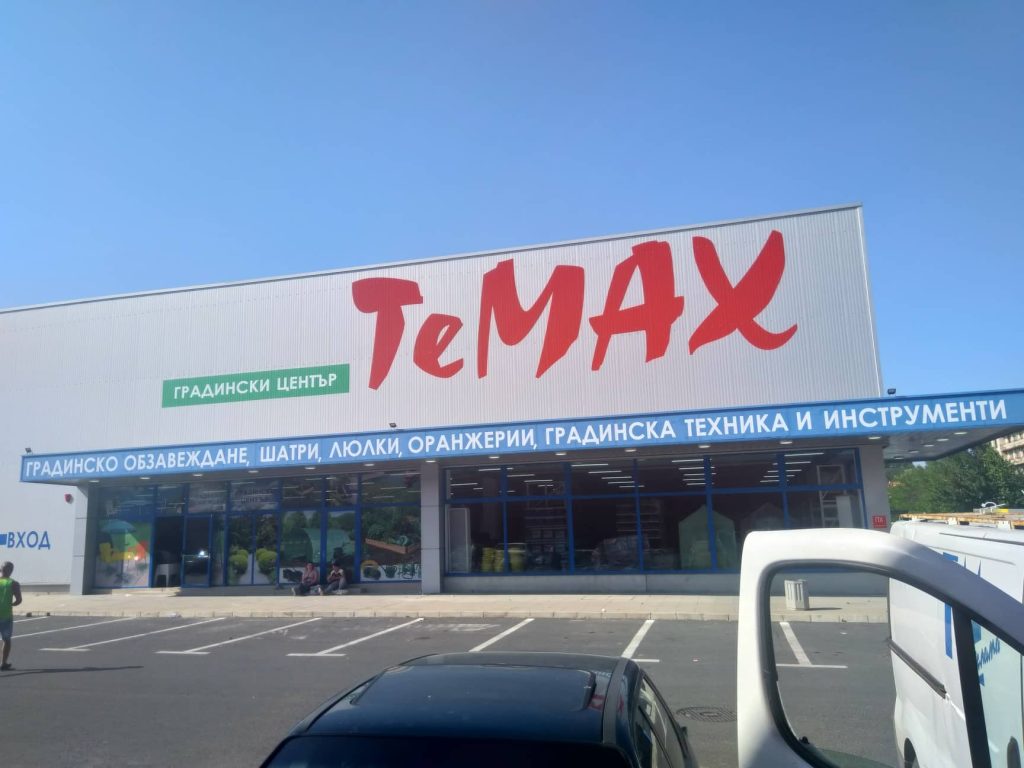 TeMAX
ГРАДИНСКИ ЦЕНТЪР
ГРАДИНСКО ОБЗАВЕЖДАНЕ, ШАТРИ, ЛЮЛКИ, ОРАНЖЕРИИ, ГРАДИНСКА ТЕХНИКА И ИНСТРУМЕНТИ
ВХОД